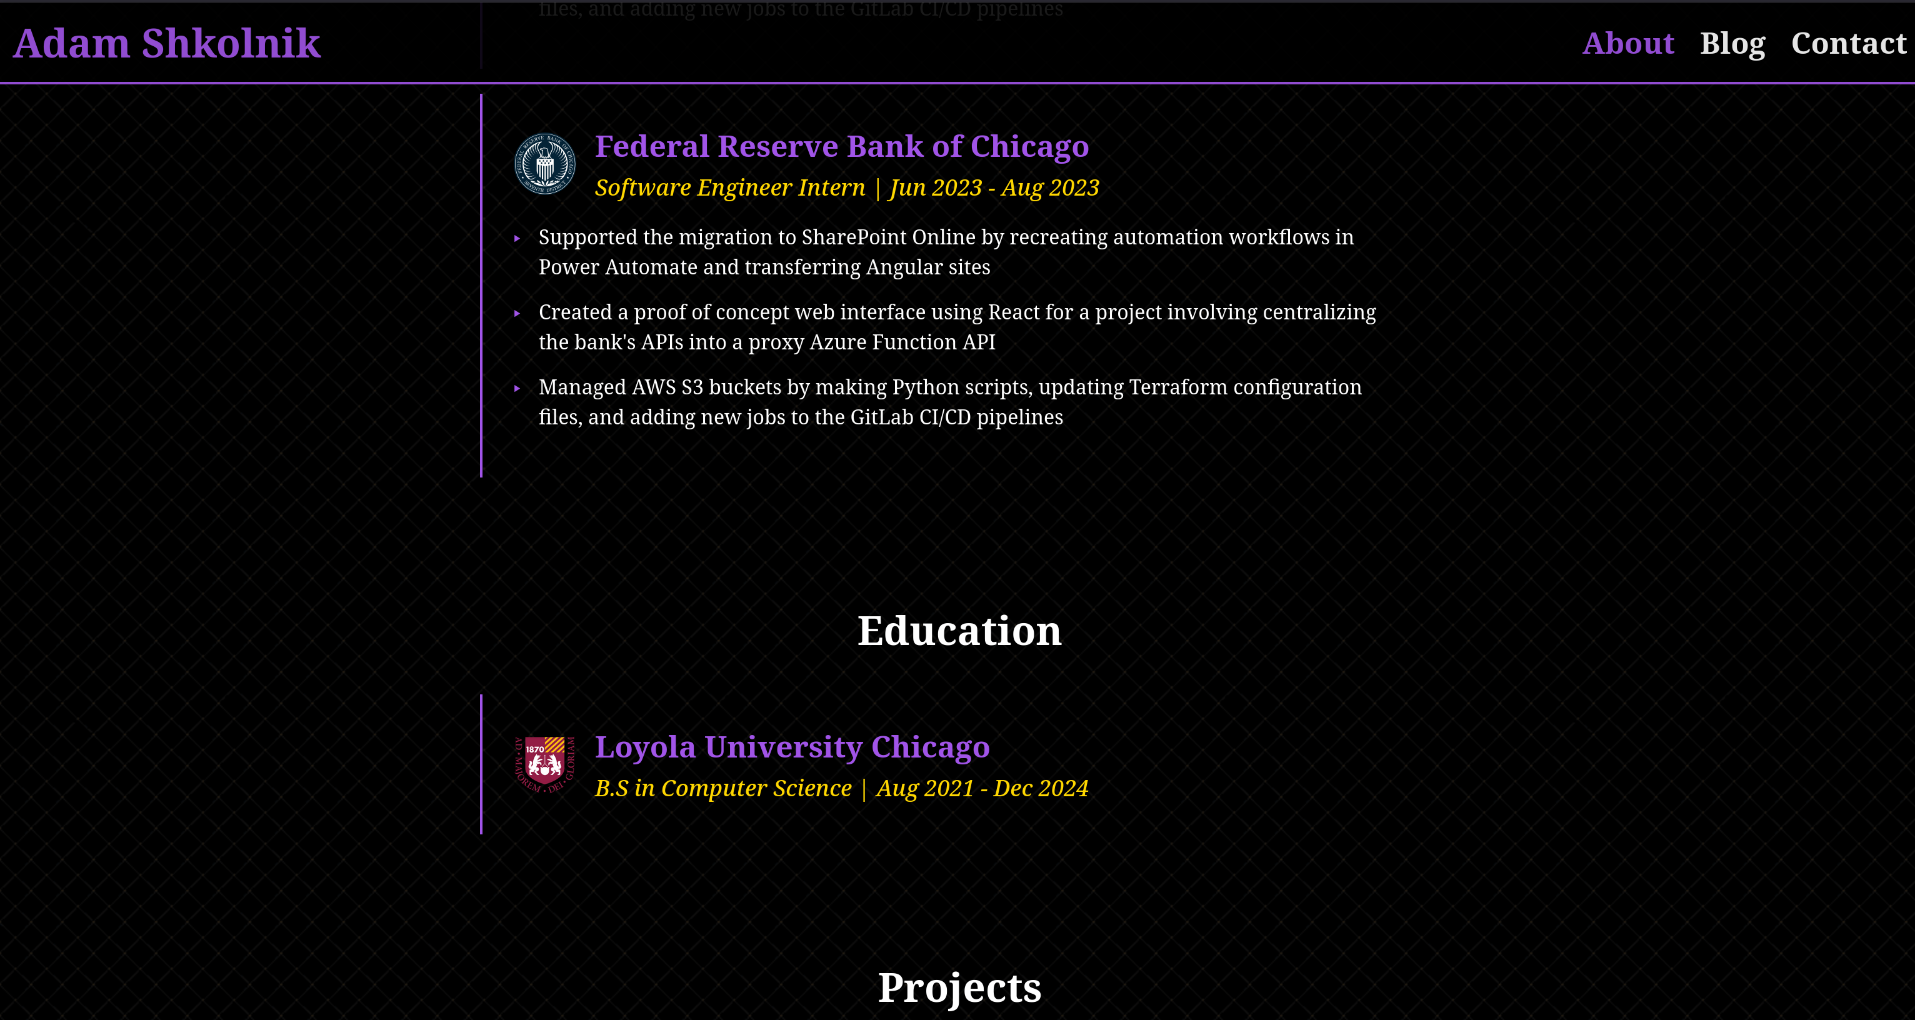 files, and adding new jobs to the GitLab CI/CD pipelines
Adam Shkolnik
About Blog Contact
Federal Reserve Bank of Chicago
Software Engineer Intern | Jun 2023 - Aug 2023
Supported the migration to SharePoint Online by recreating automation workflows in
Power Automate and transferring Angular sites
Created a proof of concept web interface using React for a project involving centralizing
the bank's APIs into a proxy Azure Function API
Managed AWS S3 buckets by making Python scripts, updating Terraform configuration
files, and adding new jobs to the GitLab CI/CD pipelines
Education
1870
AD MAJOREM DEI GLORIAM
Loyola University Chicago
B.S in Computer Science | Aug 2021 - Dec 2024
Projects